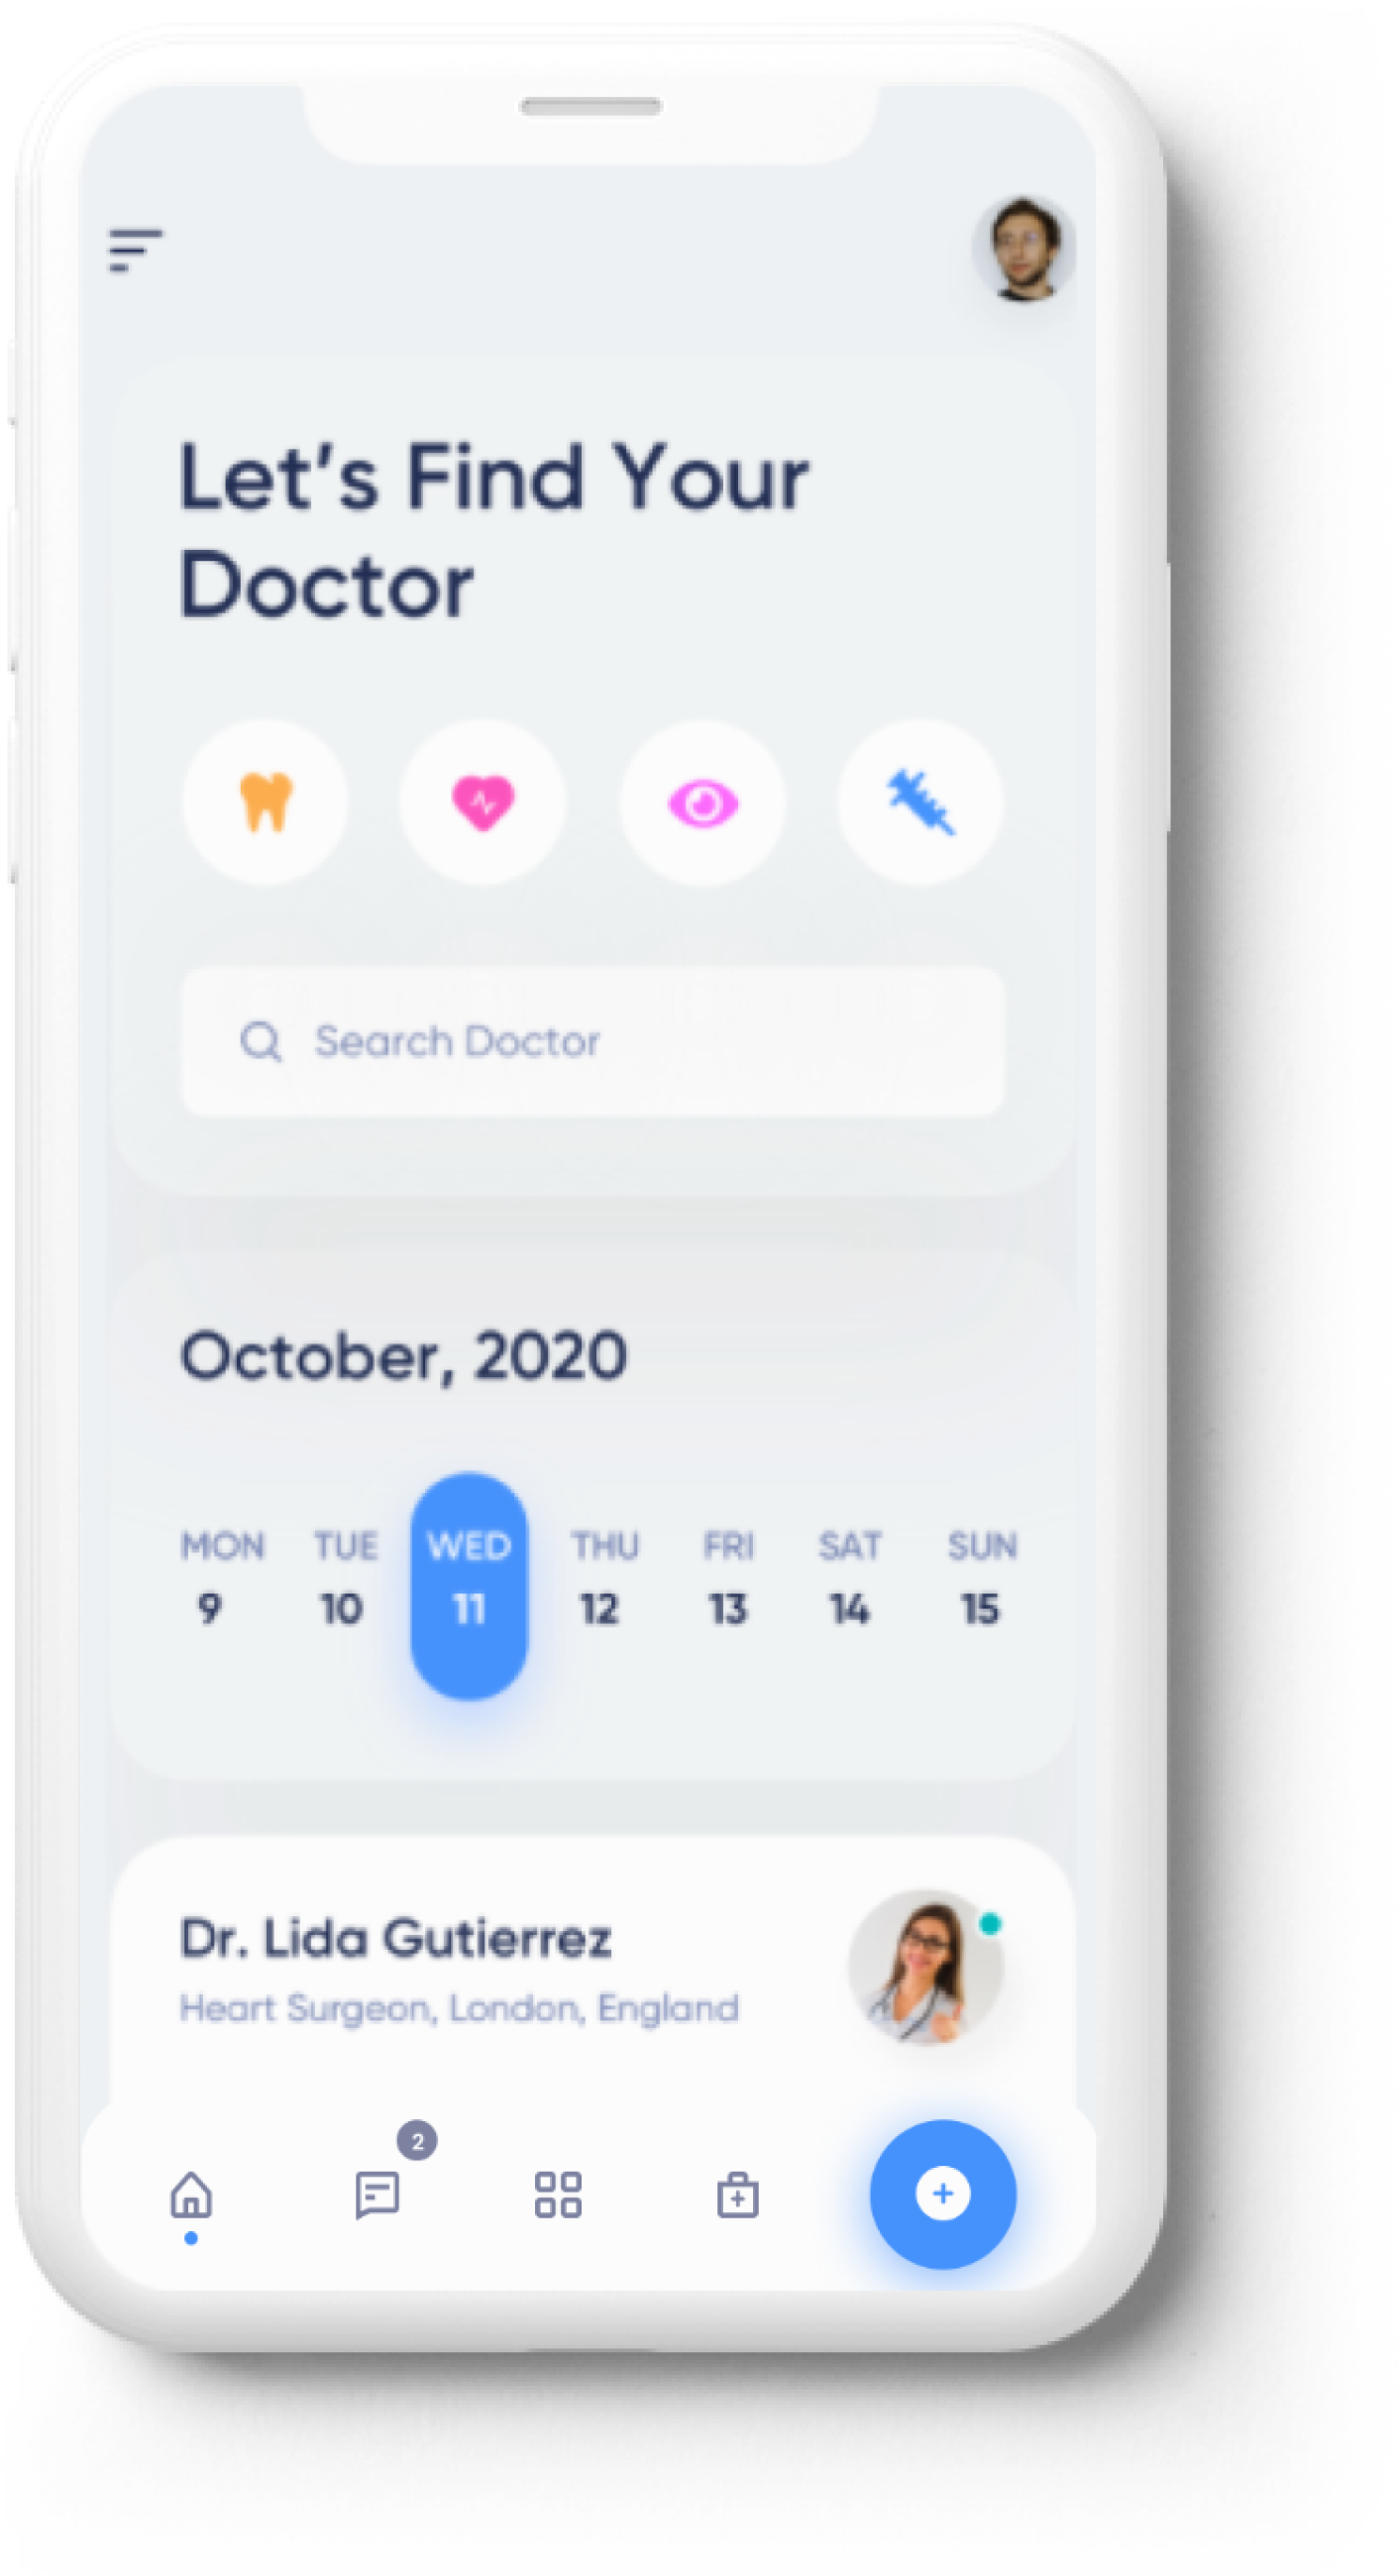 Let’s Find Your
Doctor
Search Doctor
October, 2020
MON TUE WED THU FRI SAT SUN
9 10 11 12 13 14 15
Dr. Lida Gutierrez
Heart Surgeon, London, England
2